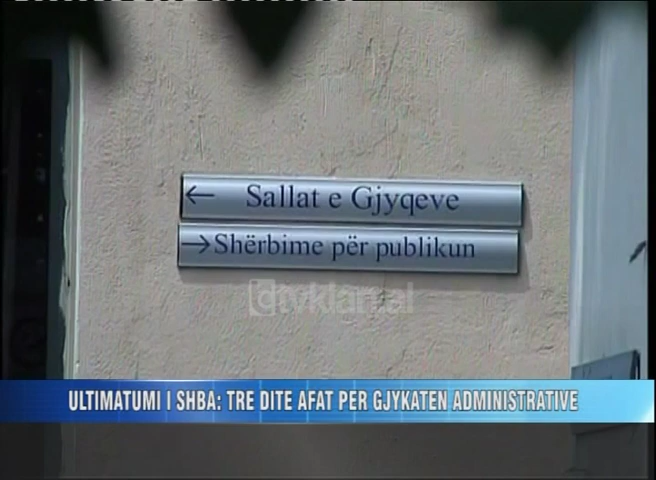 ← Sallat e Gjyqeve
→ Shërbime për publikun
tvklan.al
ULTIMATUMI I SHBA: TRE DITE AFAT PER GJYKATEN ADMINISTRATIVE